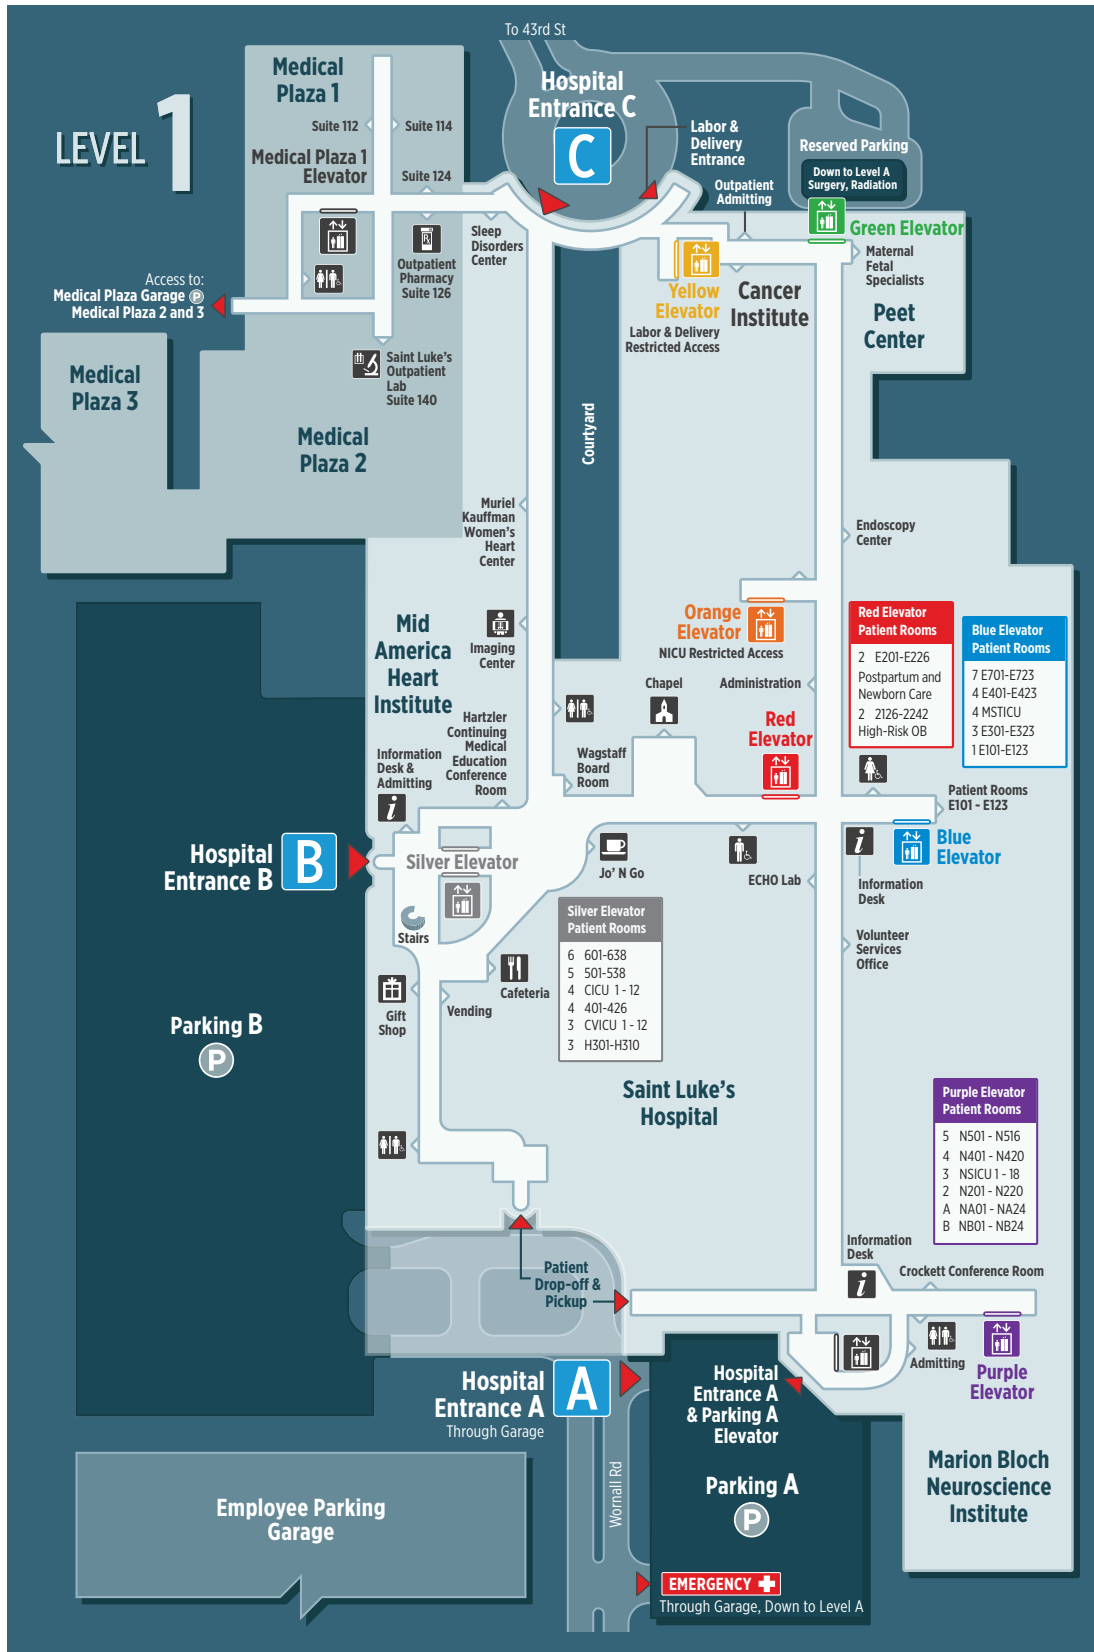 To 43rd St
LEVEL 1
Medical
Plaza 1
Suite 112
Suite 114
Medical Plaza 1
Elevator
Suite 124
Hospital
Entrance C
C
Labor &
Delivery
Entrance
Outpatient
Admitting
Reserved Parking
Down to Level A
Surgery, Radiation
Green Elevator
Maternal
Fetal
Specialists
Peet
Center
Sleep
Disorders
Center
Rx
Outpatient
Pharmacy
Suite 126
Access to:
Medical Plaza Garage P
Medical Plaza 2 and 3
Yellow
Elevator
Labor & Delivery
Restricted Access
Cancer
Institute
Saint Luke's
Outpatient
Lab
Suite 140
Medical
Plaza 3
Medical
Plaza 2
Courtyard
Muriel
Kauffman
Women's
Heart
Center
Endoscopy
Center
Mid
America
Heart
Institute
Imaging
Center
Orange
Elevator
NICU Restricted Access
Red Elevator
Patient Rooms
2 E201-E226
Postpartum and
Newborn Care
2 2126-2242
High-Risk OB
Blue Elevator
Patient Rooms
7 E701-E723
4 E401-E423
4 MSTICU
3 E301-E323
1 E101-E123
Chapel
Administration
Red
Elevator
Hartzler
Continuing
Medical
Education
Conference
Room
Information
Desk &
Admitting
i
Wagstaff
Board
Room
Patient Rooms
E101 - E123
Hospital
Entrance B
B
Silver Elevator
Jo' N Go
ECHO Lab
i
Information
Desk
Blue
Elevator
Stairs
Silver Elevator
Patient Rooms
6 601-638
5 501-538
4 CICU 1 - 12
4 401-426
3 CVICU 1 - 12
3 H301-H310
Volunteer
Services
Office
Cafeteria
Vending
Gift
Shop
Parking B
P
Saint Luke's
Hospital
Purple Elevator
Patient Rooms
5 N501 - N516
4 N401 - N420
3 NSICU 1 - 18
2 N201 - N220
A NA01 - NA24
B NB01 - NB24
Information
Desk
i
Crockett Conference Room
Patient
Drop-off &
Pickup
Admitting
Purple
Elevator
Hospital
Entrance A
Through Garage
A
Hospital
Entrance A
& Parking A
Elevator
Parking A
P
Wornall Rd
Marion Bloch
Neuroscience
Institute
Employee Parking
Garage
EMERGENCY
Through Garage, Down to Level A